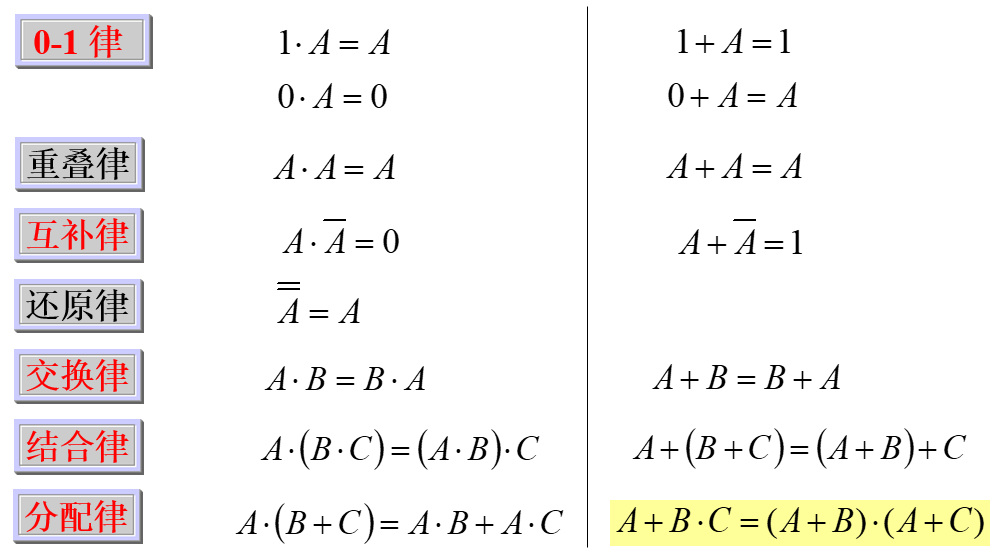 0-1 律 1·A = A 1+A=1
0·A=0 0+A=A
重叠律 A·A=A A+A=A
互补律 A·A̅=0 A+A̅=1
还原律 A̿=A
交换律 A·B=B·A A+B=B+A
结合律 A·(B·C)=(A·B)·C A+(B+C)=(A+B)+C
分配律 A·(B+C)=A·B+A·C A+B·C=(A+B)·(A+C)